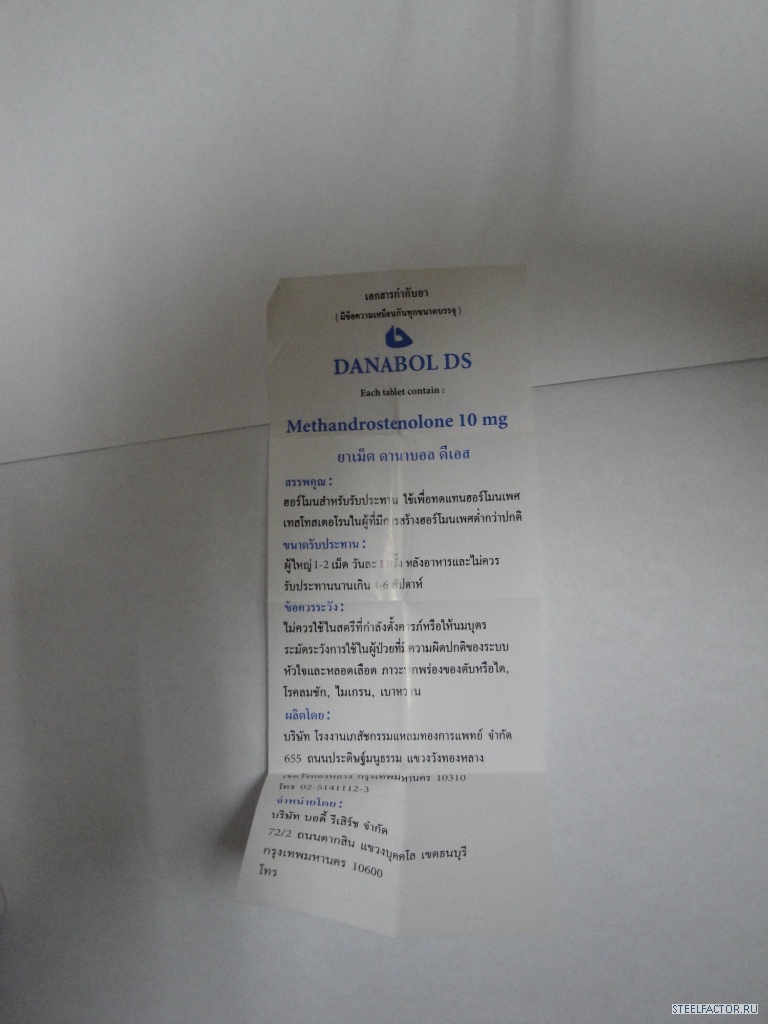 เอกสารกำกับยา
( มีข้อความเหมือนกันทุกขนาดบรรจุ )
DANABOL DS
Each tablet contain :
Methandrostenolone 10 mg
ยาเม็ด ดานาบอล ดีเอส
สรรพคุณ :
ฮอร์โมนสำหรับรับประทาน ใช้เพื่อทดแทนฮอร์โมนเพศ
เทสโทสเตอโรนในผู้ที่มีการสร้างฮอร์โมนเพศต่ำกว่าปกติ
ขนาดรับประทาน :
ผู้ใหญ่ 1-2 เม็ด วันละ ครั้ง หลังอาหารและไม่ควร
รับประทานนานเกิน 4-6 สัปดาห์
ข้อควรระวัง :
ไม่ควรใช้ในสตรีที่กำลังตั้งครรภ์หรือให้นมบุตร
ระมัดระวังการใช้ในผู้ป่วยที่มีความผิดปกติของระบบ
หัวใจและหลอดเลือด ภาวะบกพร่องของตับหรือไต,
โรคลมชัก, ไมเกรน, เบาหวาน
ผลิตโดย :
บริษัท โรงงานเภสัชกรรมแหลมทองการแพทย์ จำกัด
655 ถนนประดิษฐ์มนูธรรม แขวงวังทองหลาง
เขตวังทองหลาง กรุงเทพมหานคร 10310
โทร 02-5141112-3
จำหน่ายโดย :
บริษัท บอดี้ รีเสิร์ช จำกัด
72/2 ถนนตากสิน แขวงบุคคโล เขตธนบุรี
กรุงเทพมหานคร 10600
โทร
STEELFACTOR.RU